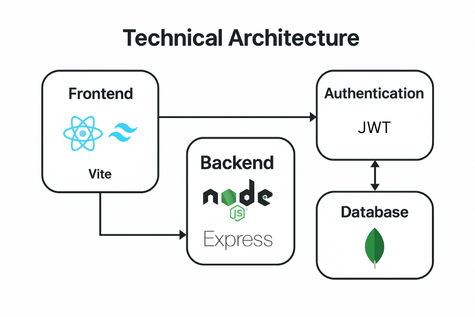 Technical Architecture
Frontend
Vite
Backend
node
JS
Express
Authentication
JWT
Database